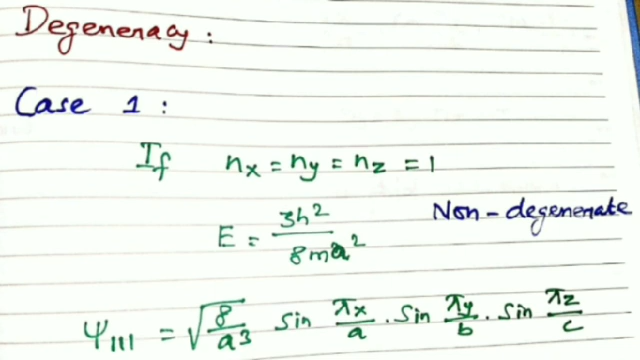 Degeneracy :
Case 1 :
If nx = ny = nz = 1
E = 3h²/8ma² Non-degenerate
Ψ111 = √(8/a³) sin πx/a . sin πy/b . sin πz/c